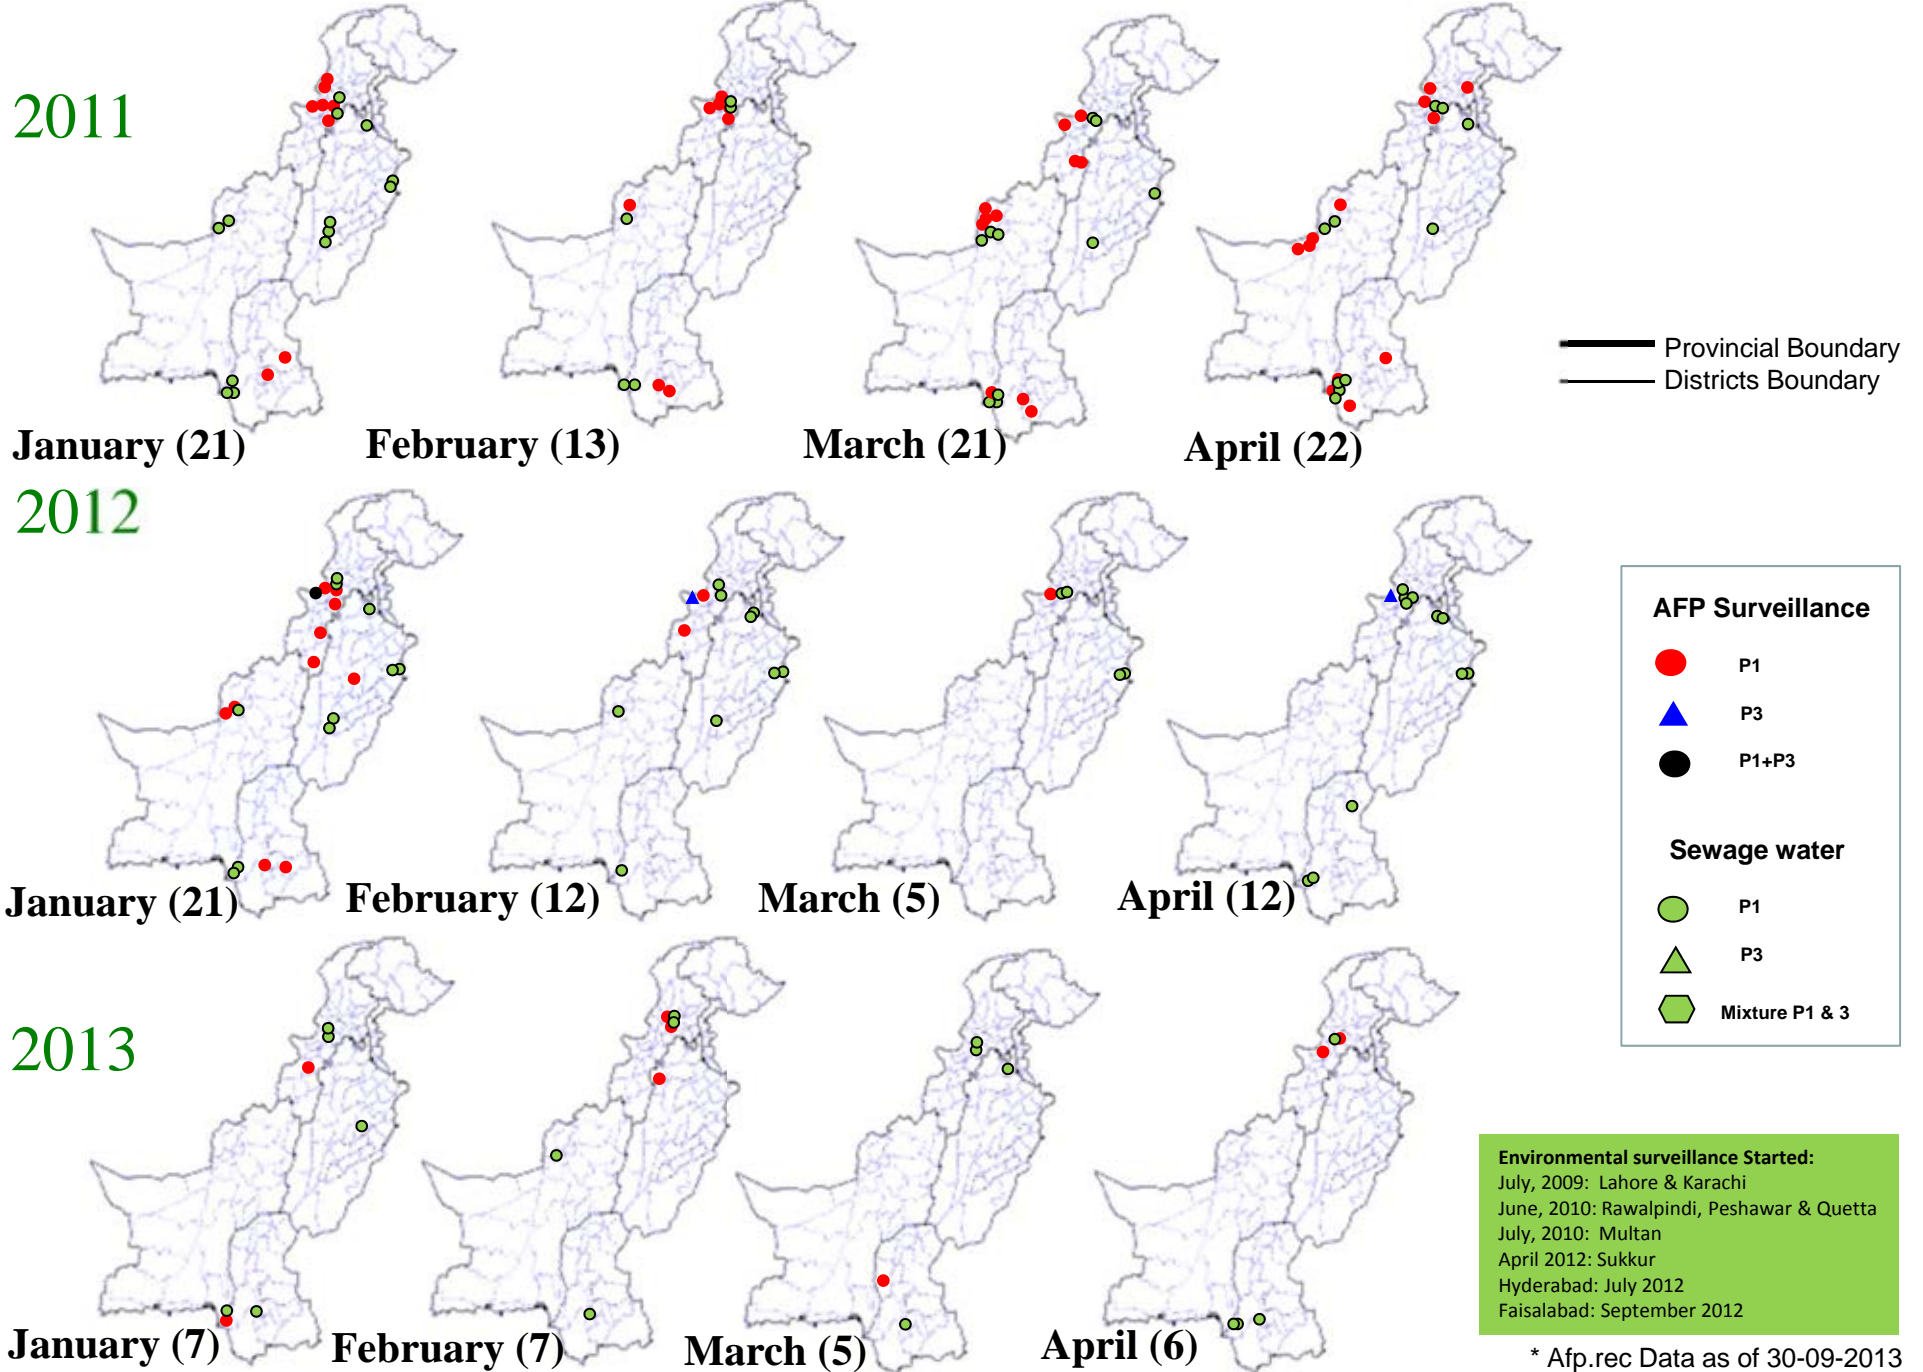 2011
January (21)
February (13)
March (21)
April (22)
Provincial Boundary
Districts Boundary
2012
January (21)
February (12)
March (5)
April (12)
AFP Surveillance
P1
P3
P1+P3
Sewage water
P1
P3
Mixture P1 & 3
2013
January (7)
February (7)
March (5)
April (6)
Environmental surveillance Started:
July, 2009: Lahore & Karachi
June, 2010: Rawalpindi, Peshawar & Quetta
July, 2010: Multan
April 2012: Sukkur
Hyderabad: July 2012
Faisalabad: September 2012
* Afp.rec Data as of 30-09-2013